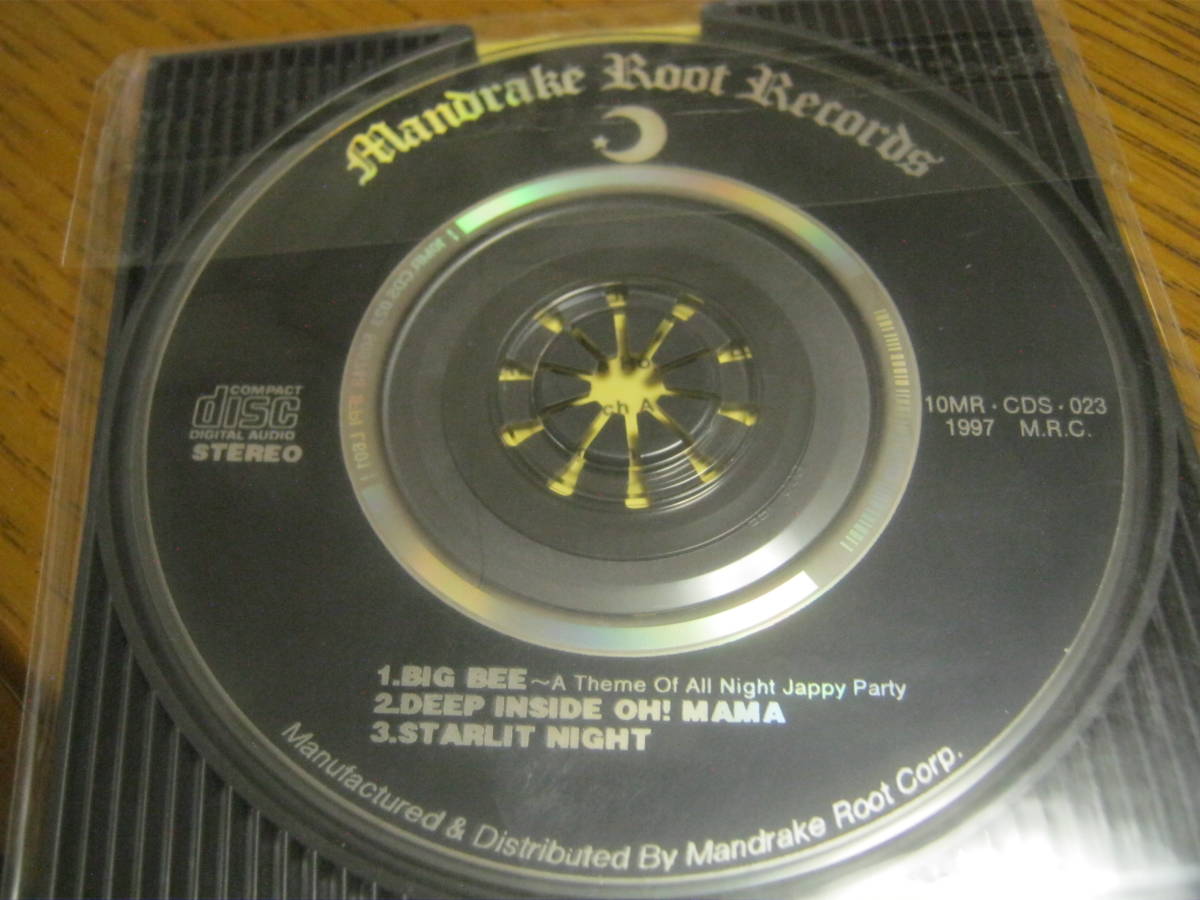 Mandrake Root Records
COMPACT
disc
DIGITAL AUDIO
STEREO
10MR・CDS・023
1997 M.R.C.
1.BIG BEE～A Theme Of All Night Jappy Party
2.DEEP INSIDE OH! MAMA
3.STARLIT NIGHT
Manufactured & Distributed By Mandrake Root Corp.